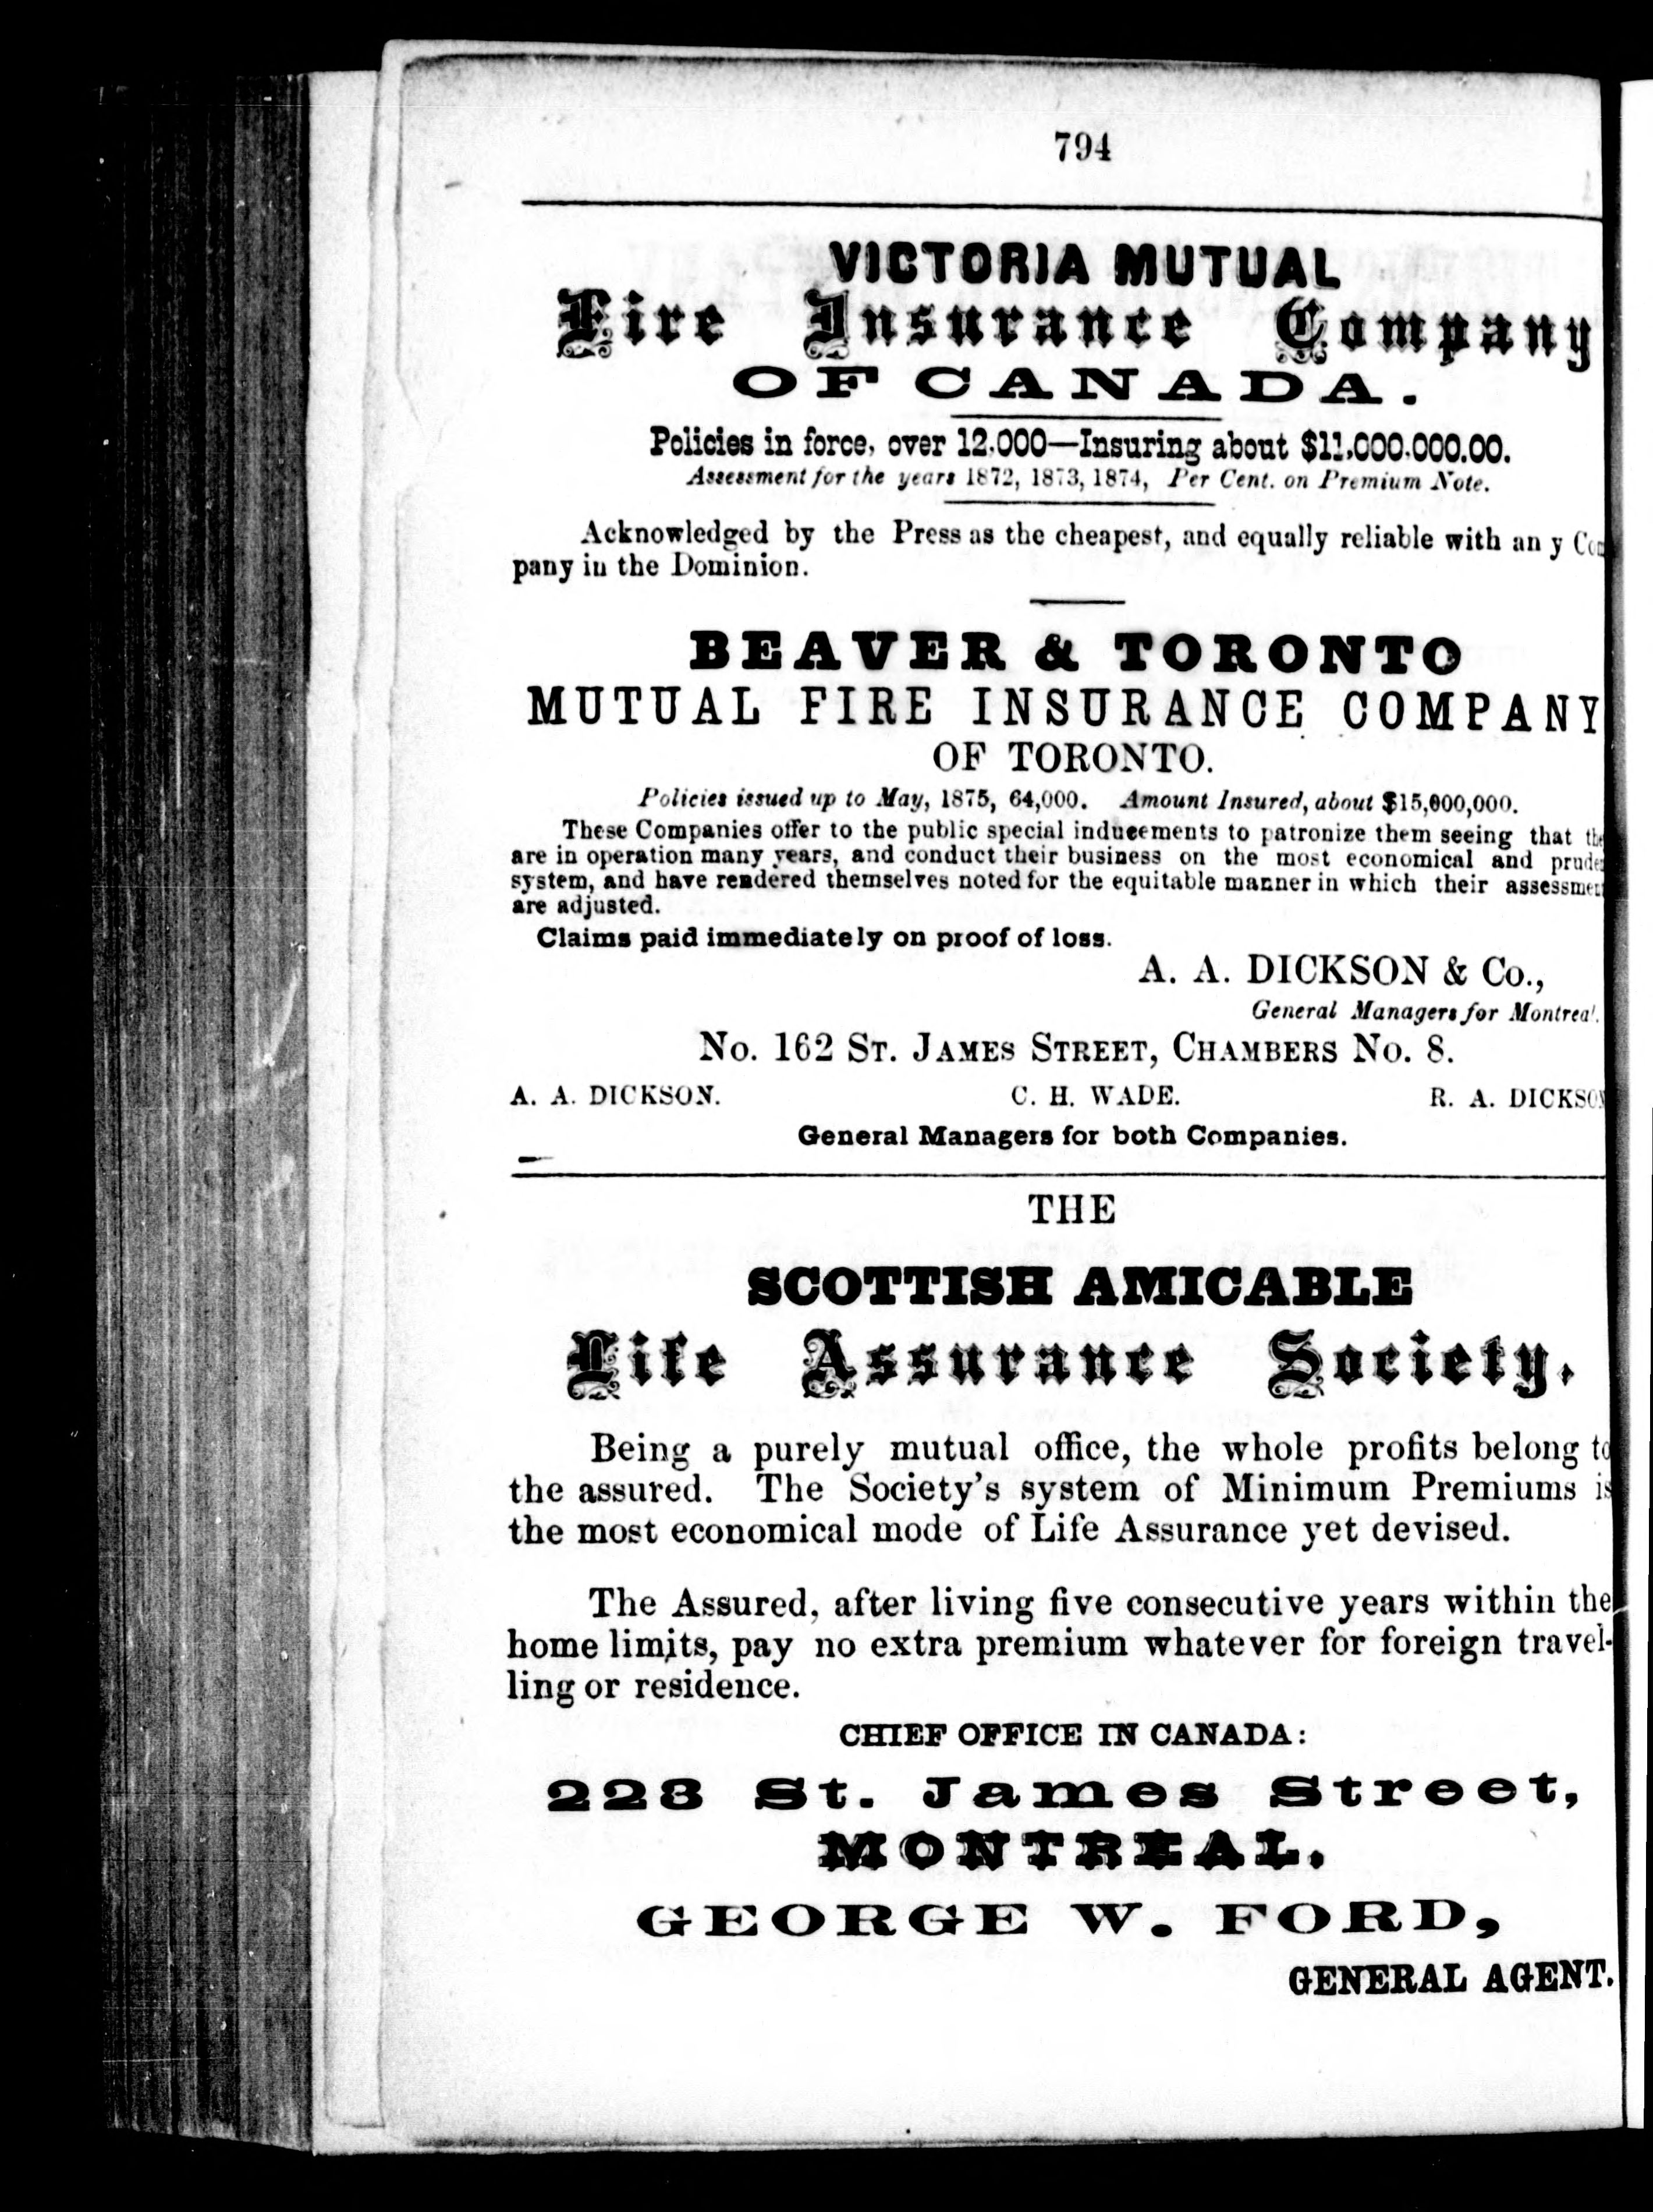 794
VICTORIA MUTUAL
Fire Insurance Company
OF CANADA.
Policies in force, over 12,000—Insuring about $11,000,000.00.
Assessment for the years 1872, 1873, 1874, Per Cent. on Premium Note.
Acknowledged by the Press as the cheapest, and equally reliable with an y Com
pany in the Dominion.
BEAVER & TORONTO
MUTUAL FIRE INSURANCE COMPANY
OF TORONTO.
Policies issued up to May, 1875, 64,000. Amount Insured, about $15,000,000.
These Companies offer to the public special inducements to patronize them seeing that the
are in operation many years, and conduct their business on the most economical and prude
system, and have rendered themselves noted for the equitable manner in which their assessmen
are adjusted.
Claims paid immediately on proof of loss.
A. A. DICKSON & Co.,
General Managers for Montreal.
No. 162 St. James Street, Chambers No. 8.
A. A. DICKSON. C. H. WADE. R. A. DICKSON
General Managers for both Companies.
THE
SCOTTISH AMICABLE
Life Assurance Society.
Being a purely mutual office, the whole profits belong to
the assured. The Society's system of Minimum Premiums is
the most economical mode of Life Assurance yet devised.
The Assured, after living five consecutive years within the
home limits, pay no extra premium whatever for foreign travel-
ling or residence.
CHIEF OFFICE IN CANADA:
223 St. James Street,
MONTREAL.
GEORGE W. FORD,
GENERAL AGENT.